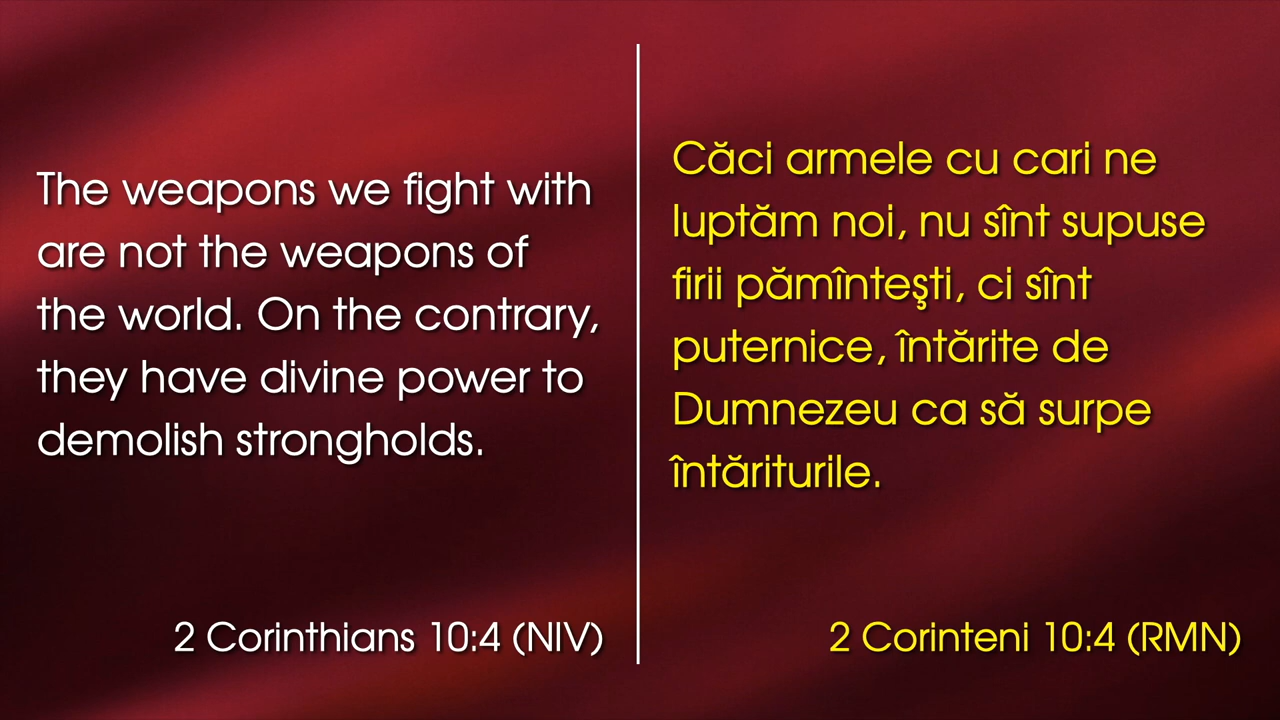 The weapons we fight with
are not the weapons of
the world. On the contrary,
they have divine power to
demolish strongholds.
2 Corinthians 10:4 (NIV)
Căci armele cu cari ne
luptăm noi, nu sînt supuse
firii pămînteşti, ci sînt
puternice, întărite de
Dumnezeu ca să surpe
întăriturile.
2 Corinteni 10:4 (RMN)